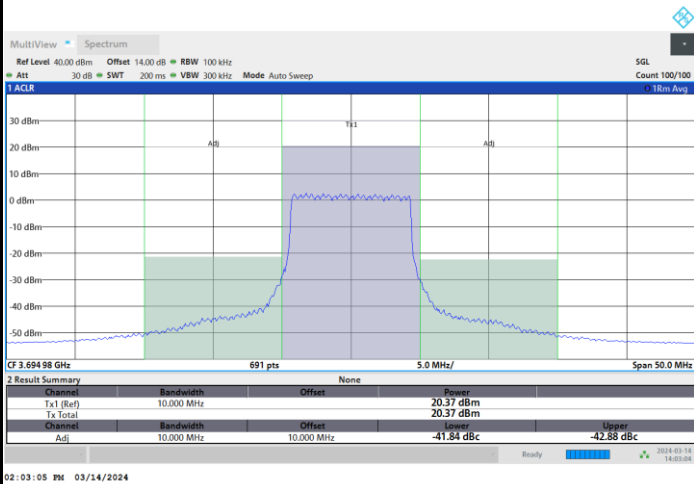 MultiView Spectrum
Ref Level 40.00 dBm Offset 14.00 dB RBW 100 kHz SGL
Att 30 dB SWT 200 ms VBW 300 kHz Mode Auto Sweep Count 100/100
1 ACLR 1Rm Avg
30 dBm
Tx1
20 dBm Adj Adj
10 dBm
0 dBm
-10 dBm
-20 dBm
-30 dBm
-40 dBm
-50 dBm
CF 3.694 98 GHz 691 pts 5.0 MHz/ Span 50.0 MHz
2 Result Summary None
Channel Bandwidth Offset Power
Tx1 (Ref) 10.000 MHz 20.37 dBm
Tx Total 20.37 dBm
Channel Bandwidth Offset Lower Upper
Adj 10.000 MHz 10.000 MHz -41.84 dBc -42.88 dBc
Ready 2024-03-14
14:03:04
02:03:05 PM 03/14/2024